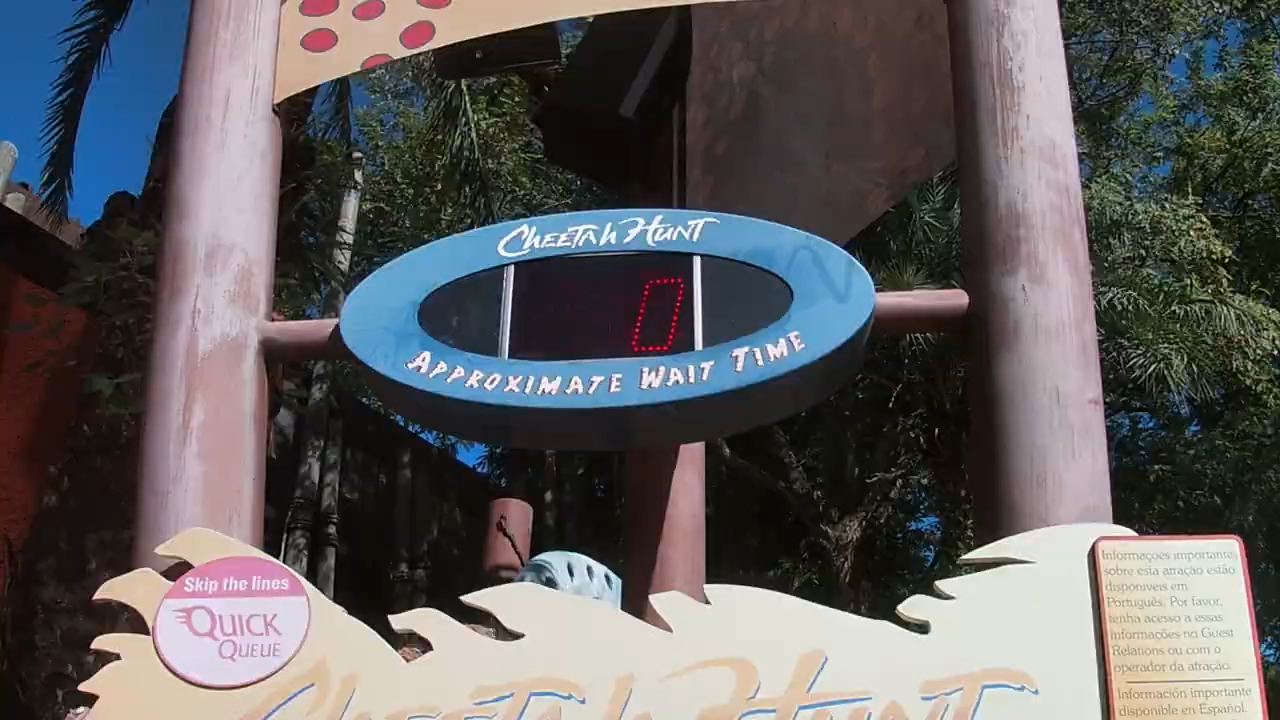 Cheetah Hunt
0
Approximate Wait Time
Skip the lines
Quick
Queue
Cheetah Hunt
Informações importantes
sobre esta atração estão
disponíveis em
Português. Por favor,
tenha acesso a essas
informações no Guest
Relations ou com o
operador da atração.
Información importante
disponible en Español.